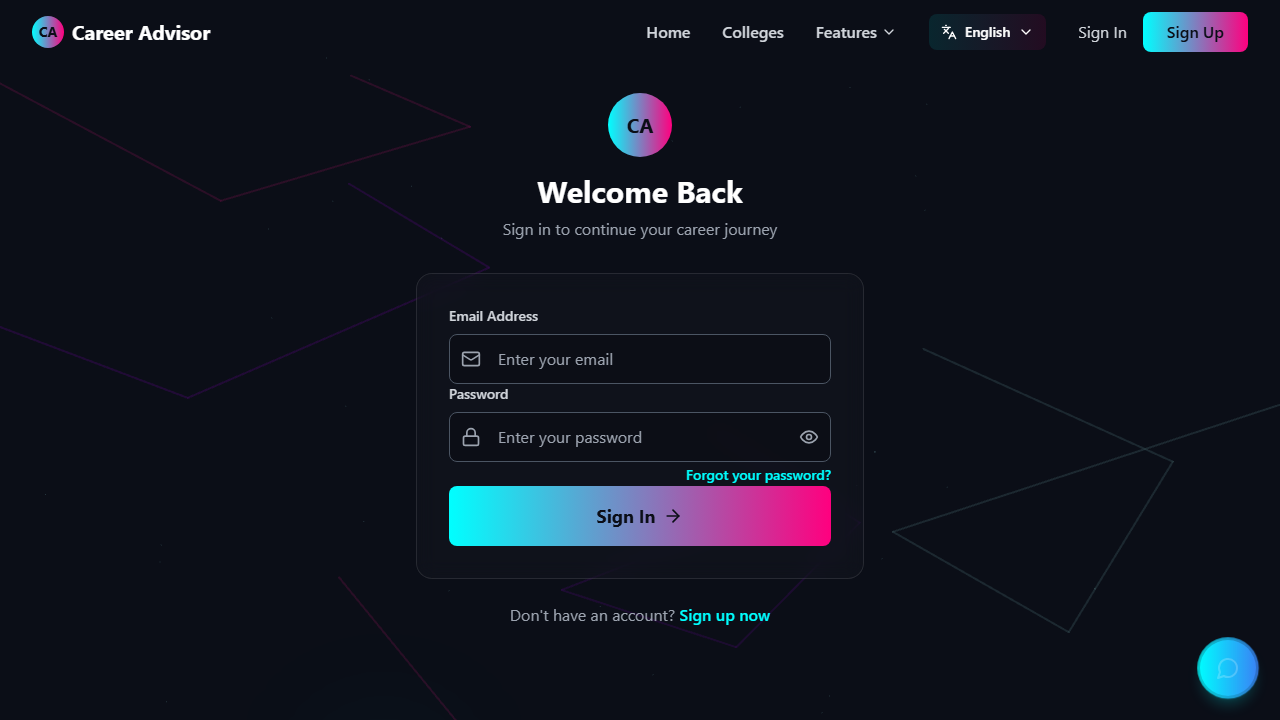 CA Career Advisor
Home Colleges Features English Sign In Sign Up
CA
Welcome Back
Sign in to continue your career journey
Email Address
Enter your email
Password
Enter your password
Forgot your password?
Sign In
Don't have an account? Sign up now